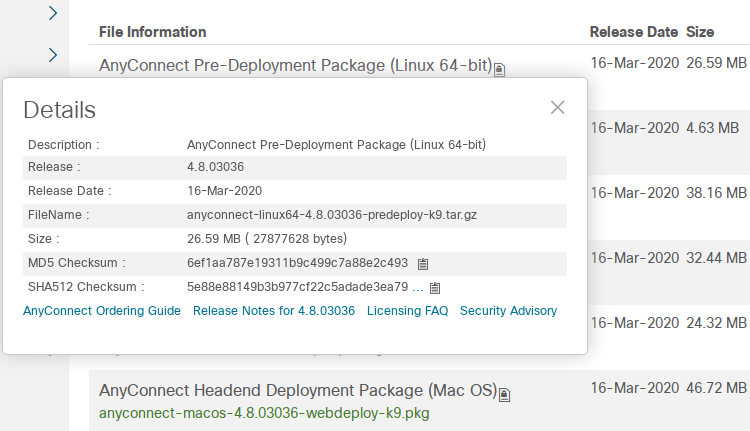 File Information Release Date Size
AnyConnect Pre-Deployment Package (Linux 64-bit) 16-Mar-2020 26.59 MB
Details
Description : AnyConnect Pre-Deployment Package (Linux 64-bit)
Release : 4.8.03036
Release Date : 16-Mar-2020
FileName : anyconnect-linux64-4.8.03036-predeploy-k9.tar.gz
Size : 26.59 MB ( 27877628 bytes)
MD5 Checksum : 6ef1aa787e19311b9c499c7a88e2c493
SHA512 Checksum : 5e88e88149b3b977cf22c5adade3ea79 ...
AnyConnect Ordering Guide Release Notes for 4.8.03036 Licensing FAQ Security Advisory
16-Mar-2020 4.63 MB
16-Mar-2020 38.16 MB
16-Mar-2020 32.44 MB
16-Mar-2020 24.32 MB
AnyConnect Headend Deployment Package (Mac OS) 16-Mar-2020 46.72 MB
anyconnect-macos-4.8.03036-webdeploy-k9.pkg